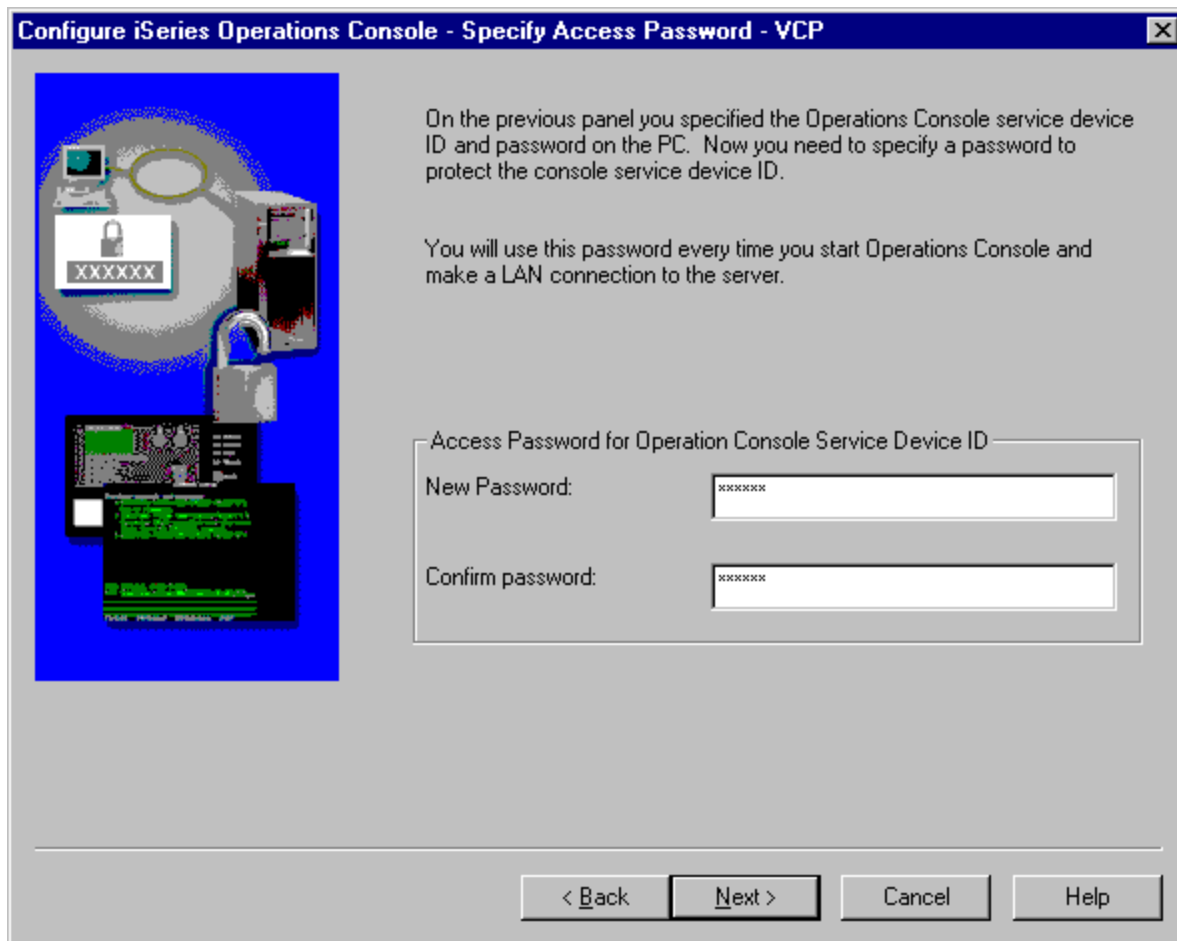 Configure iSeries Operations Console - Specify Access Password - VCP
On the previous panel you specified the Operations Console service device
ID and password on the PC.  Now you need to specify a password to
protect the console service device ID.
You will use this password every time you start Operations Console and
make a LAN connection to the server.
XXXXXX
Access Password for Operation Console Service Device ID
New Password:
xxxxxx
Confirm password:
xxxxxx
< Back
Next >
Cancel
Help